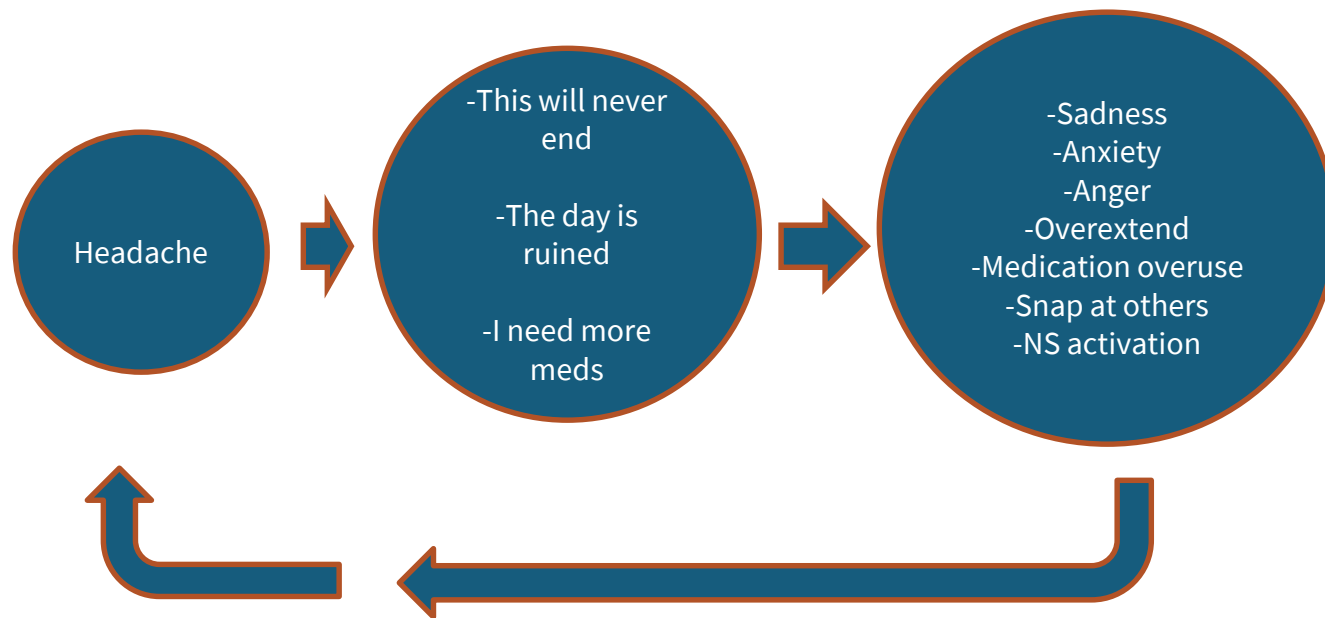 Headache
-This will never
end
-The day is
ruined
-I need more
meds
-Sadness
-Anxiety
-Anger
-Overextend
-Medication overuse
-Snap at others
-NS activation